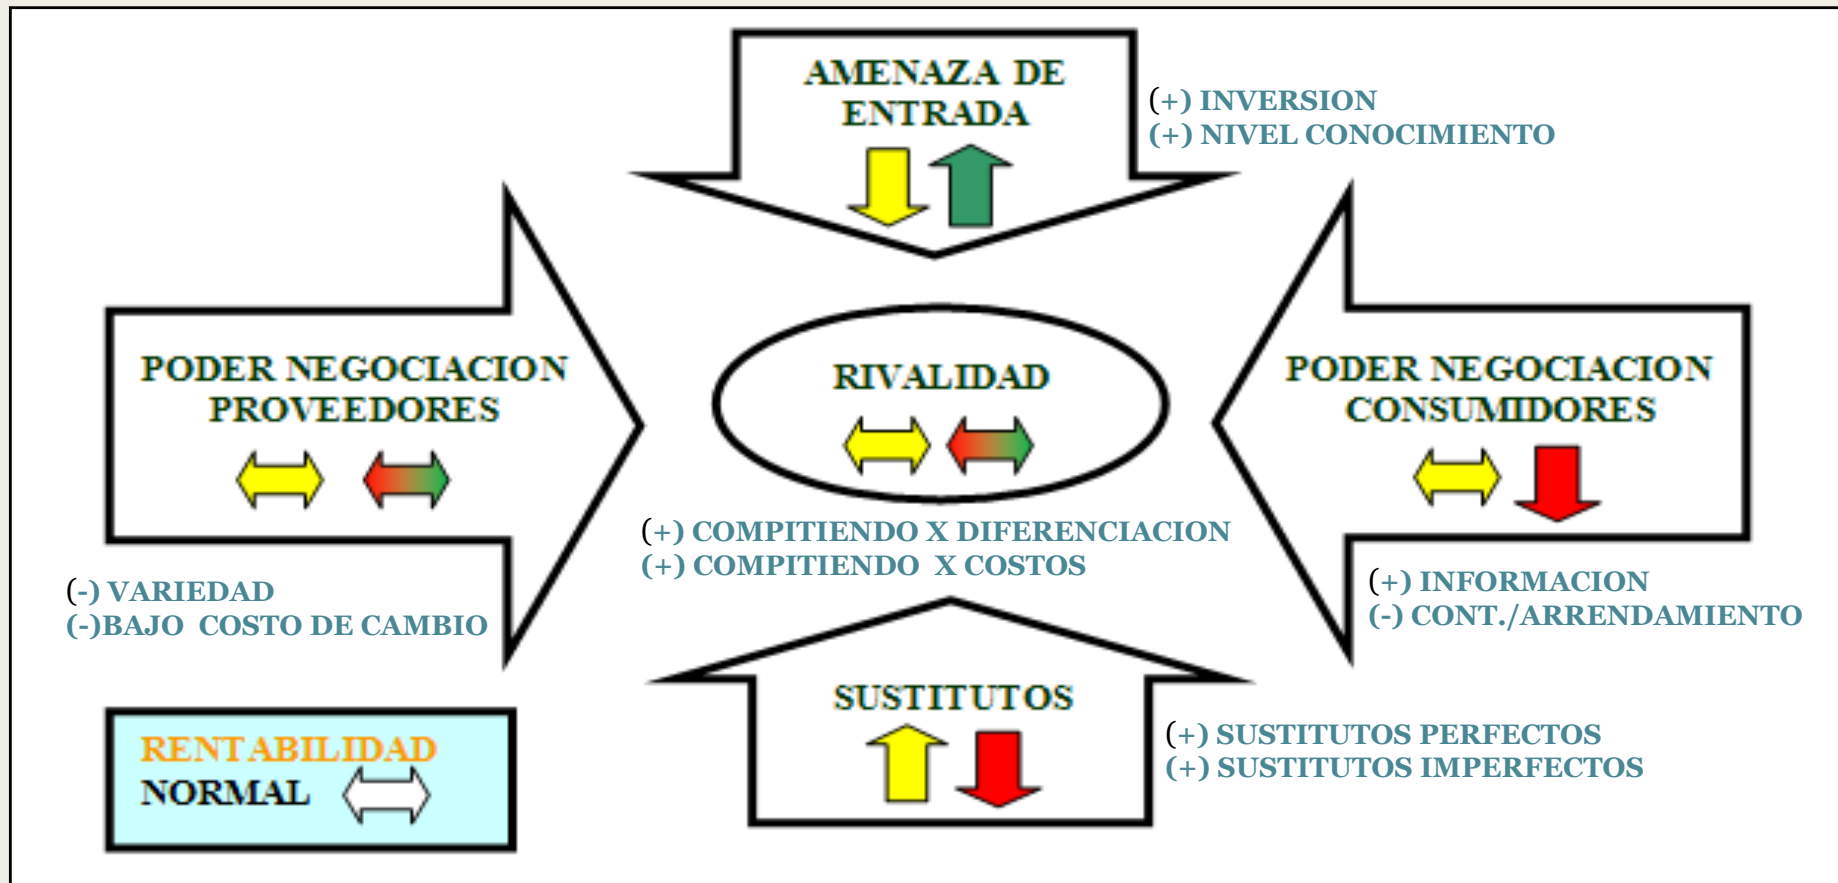 AMENAZA DE
ENTRADA
(+) INVERSION
(+) NIVEL CONOCIMIENTO
PODER NEGOCIACION
PROVEEDORES
(-) VARIEDAD
(-)BAJO COSTO DE CAMBIO
RIVALIDAD
(+) COMPITIENDO X DIFERENCIACION
(+) COMPITIENDO X COSTOS
PODER NEGOCIACION
CONSUMIDORES
(+) INFORMACION
(-) CONT./ARRENDAMIENTO
SUSTITUTOS
(+) SUSTITUTOS PERFECTOS
(+) SUSTITUTOS IMPERFECTOS
RENTABILIDAD
NORMAL